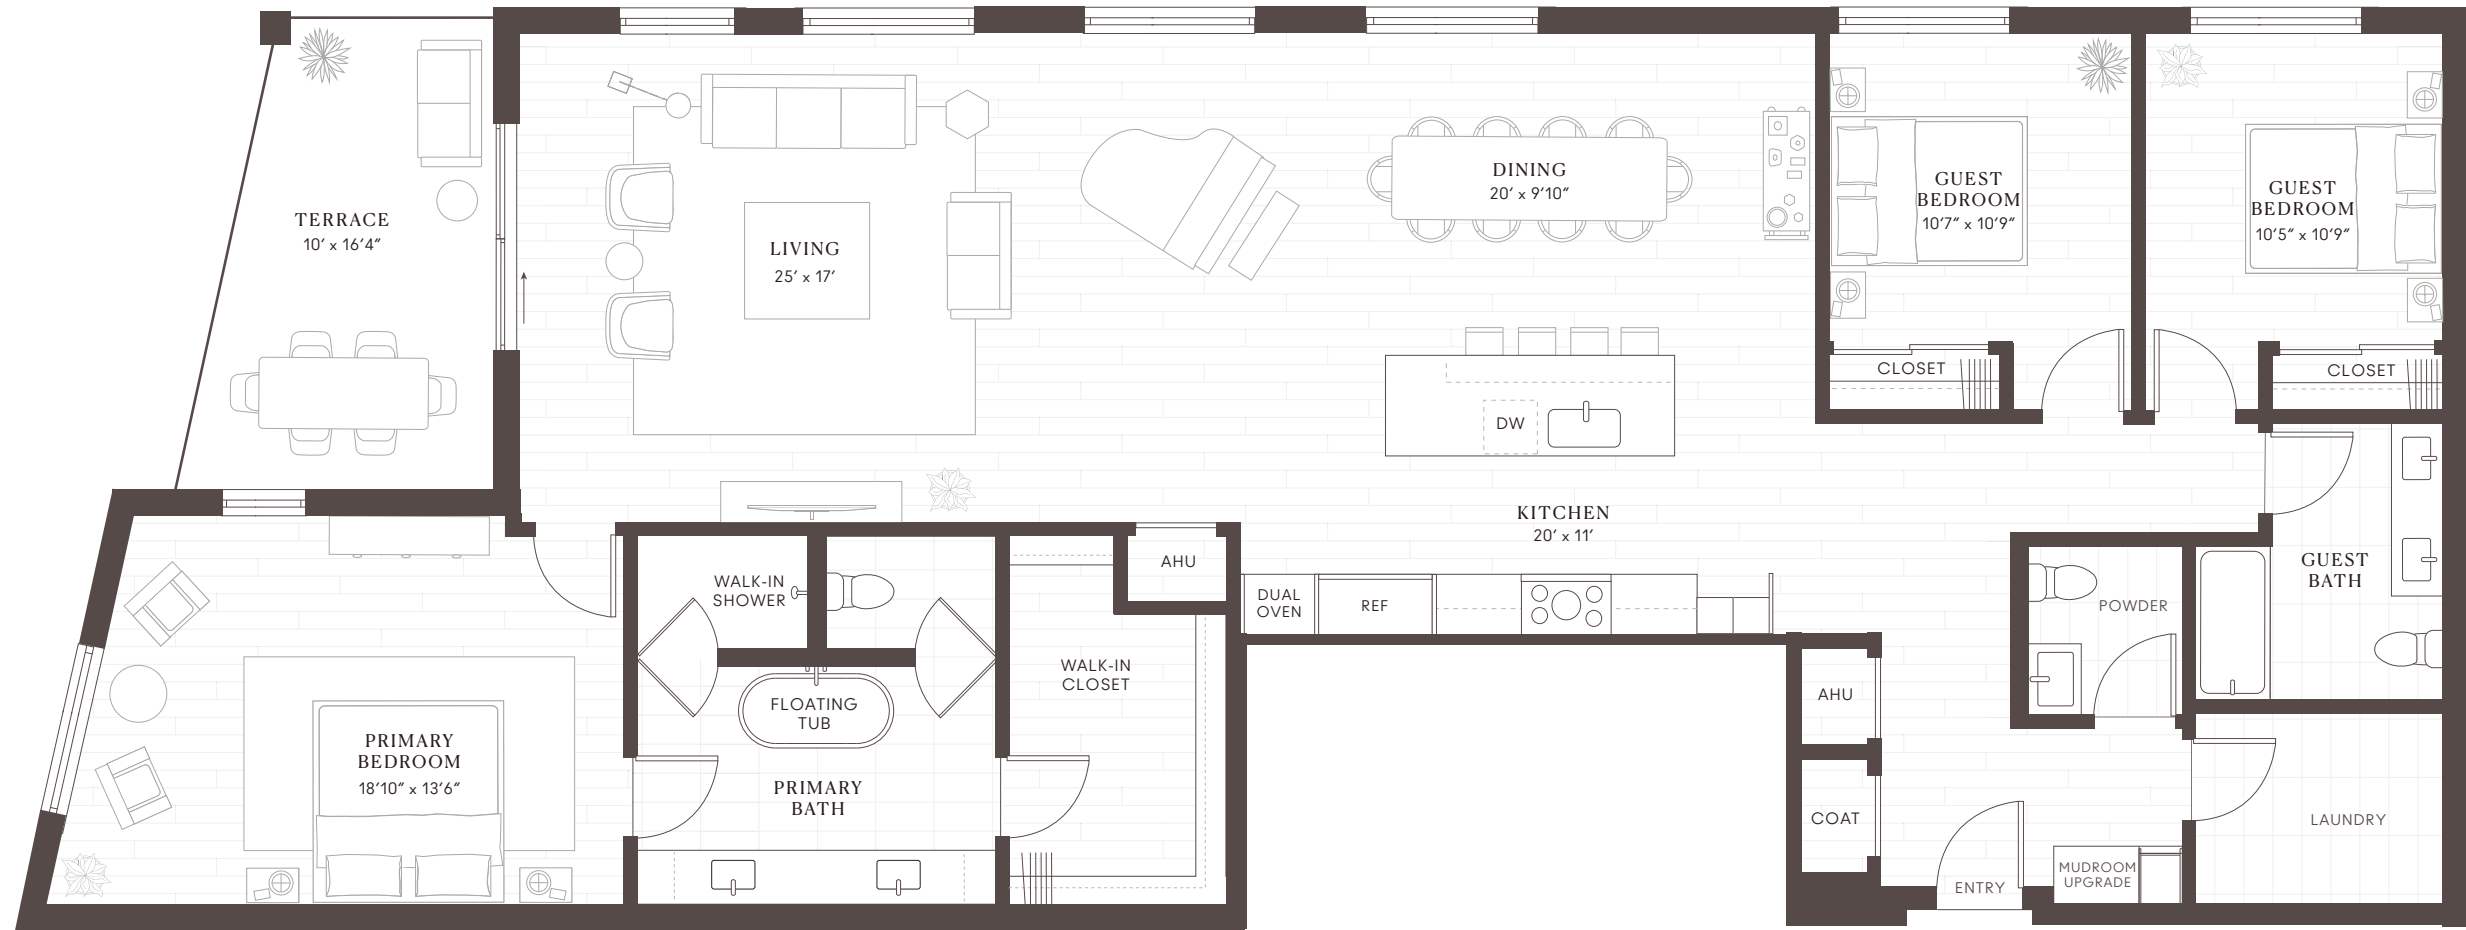 TERRACE
10′ x 16′4″
LIVING
25′ x 17′
DINING
20′ x 9′10″
GUEST
BEDROOM
10′7″ x 10′9″
GUEST
BEDROOM
10′5″ x 10′9″
CLOSET
CLOSET
DW
KITCHEN
20′ x 11′
WALK-IN
SHOWER
AHU
DUAL
OVEN
REF
POWDER
GUEST
BATH
WALK-IN
CLOSET
FLOATING
TUB
AHU
PRIMARY
BEDROOM
18′10″ x 13′6″
PRIMARY
BATH
COAT
LAUNDRY
ENTRY
MUDROOM
UPGRADE